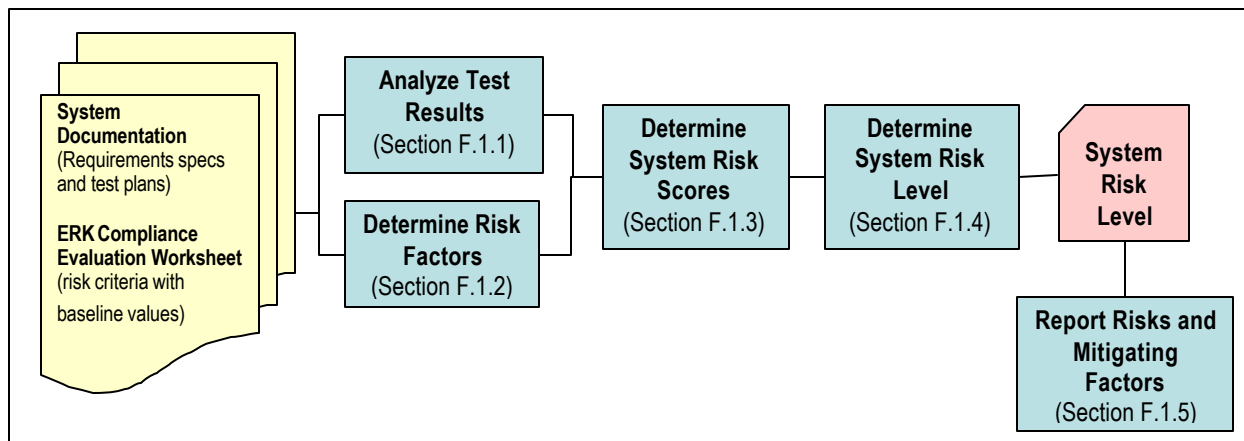 System
Documentation
(Requirements specs
and test plans)
ERK Compliance
Evaluation Worksheet
(risk criteria with
baseline values)
Analyze Test
Results
(Section F.1.1)
Determine Risk
Factors
(Section F.1.2)
Determine
System Risk
Scores
(Section F.1.3)
Determine
System Risk
Level
(Section F.1.4)
System
Risk
Level
Report Risks and
Mitigating
Factors
(Section F.1.5)